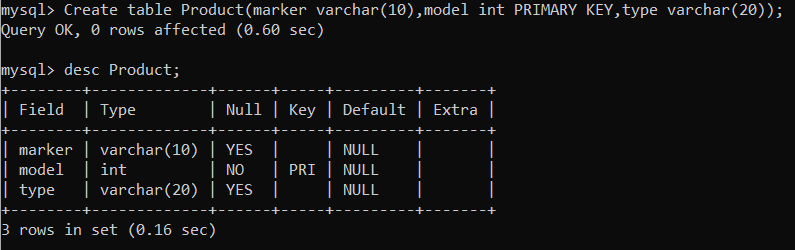 mysql> Create table Product(marker varchar(10),model int PRIMARY KEY,type varchar(20));
Query OK, 0 rows affected (0.60 sec)

mysql> desc Product;
+--------+-------------+------+-----+---------+-------+
| Field  | Type        | Null | Key | Default | Extra |
+--------+-------------+------+-----+---------+-------+
| marker | varchar(10) | YES  |     | NULL    |       |
| model  | int         | NO   | PRI | NULL    |       |
| type   | varchar(20) | YES  |     | NULL    |       |
+--------+-------------+------+-----+---------+-------+
3 rows in set (0.16 sec)